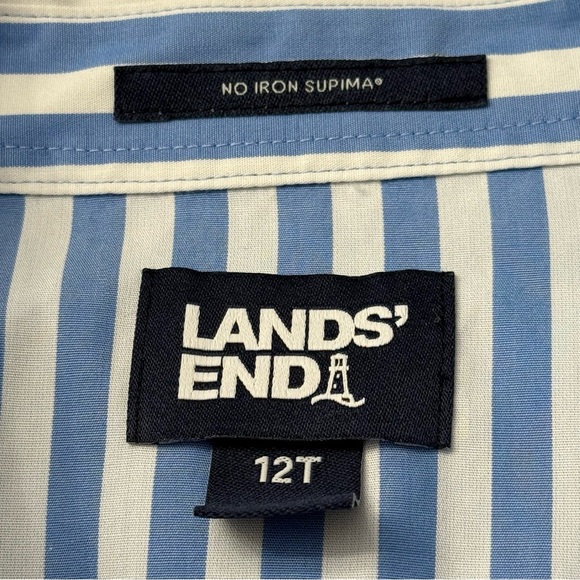 NO IRON SUPIMA®
LANDS'
END
12T